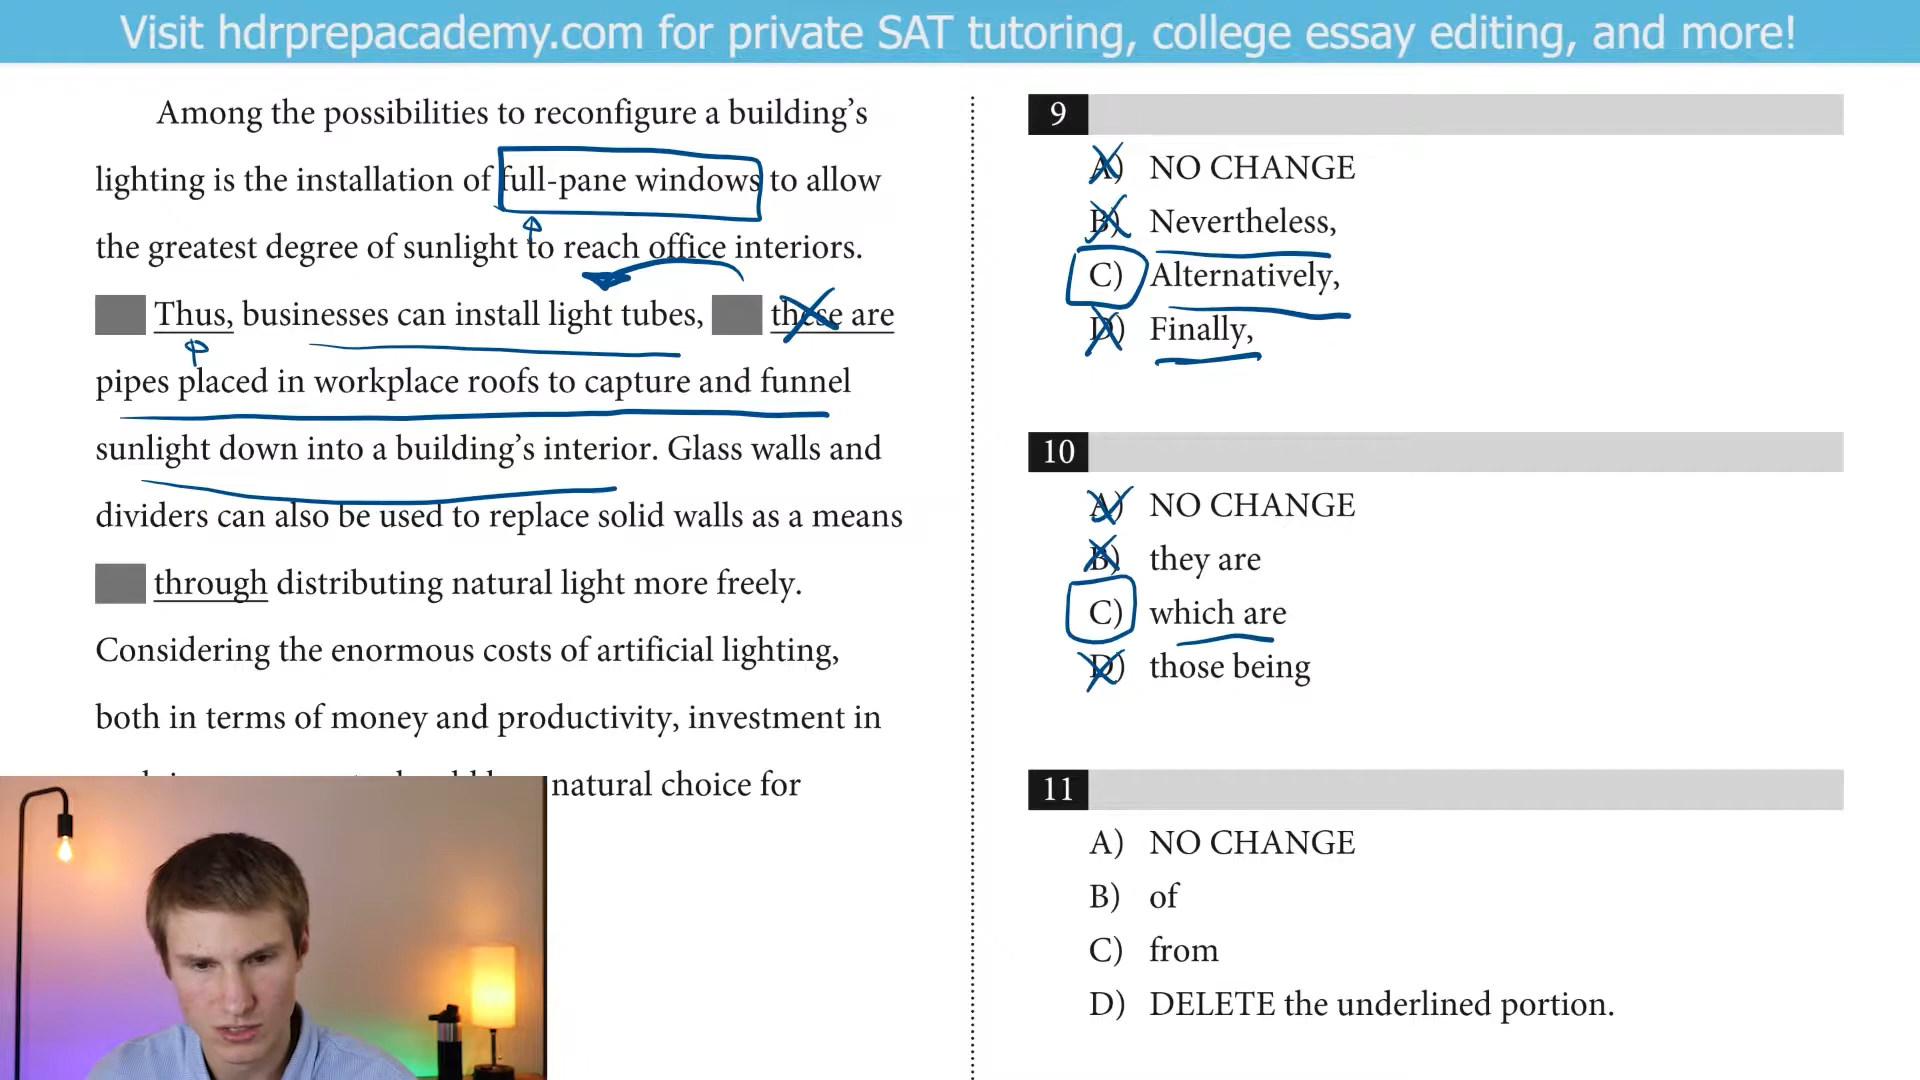 Visit hdrprepacademy.com for private SAT tutoring, college essay editing, and more!
Among the possibilities to reconfigure a building’s
lighting is the installation of full-pane windows to allow
the greatest degree of sunlight to reach office interiors.
Thus, businesses can install light tubes, these are
pipes placed in workplace roofs to capture and funnel
sunlight down into a building’s interior. Glass walls and
dividers can also be used to replace solid walls as a means
through distributing natural light more freely.
Considering the enormous costs of artificial lighting,
both in terms of money and productivity, investment in
natural choice for
9
A) NO CHANGE
B) Nevertheless,
C) Alternatively,
D) Finally,
10
A) NO CHANGE
B) they are
C) which are
D) those being
11
A) NO CHANGE
B) of
C) from
D) DELETE the underlined portion.